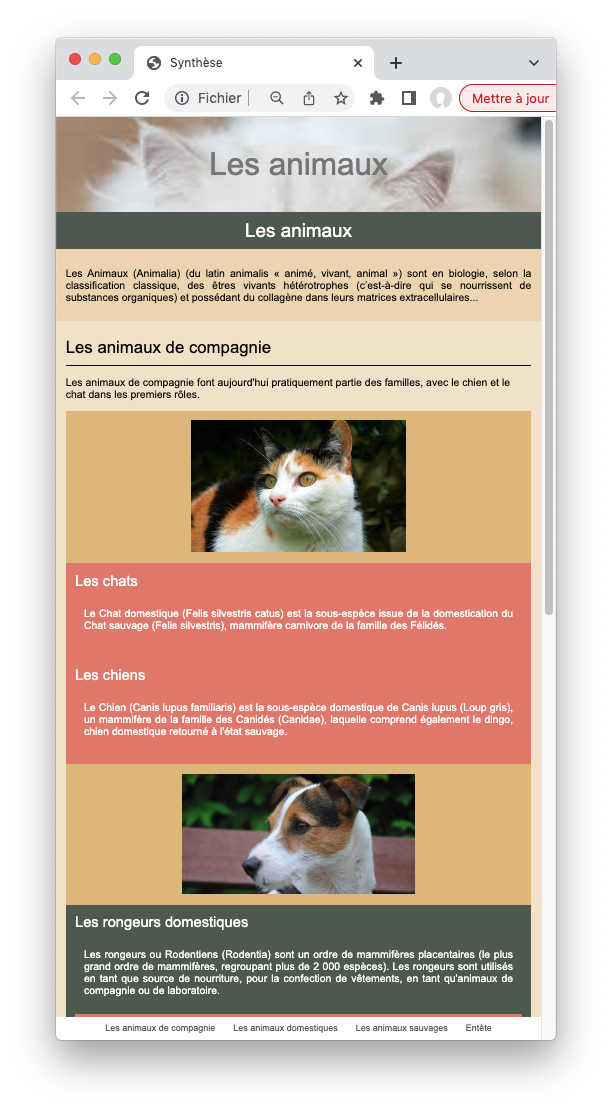 Synthèse
Fichier
Mettre à jour
Les animaux
Les animaux
Les Animaux (Animalia) (du latin animalis « animé, vivant, animal ») sont en biologie, selon la
classification classique, des êtres vivants hétérotrophes (c'est-à-dire qui se nourrissent de
substances organiques) et possédant du collagène dans leurs matrices extracellulaires...
Les animaux de compagnie
Les animaux de compagnie font aujourd'hui pratiquement partie des familles, avec le chien et le
chat dans les premiers rôles.
Les chats
Le Chat domestique (Felis silvestris catus) est la sous-espèce issue de la domestication du
Chat sauvage (Felis silvestris), mammifère carnivore de la famille des Félidés.
Les chiens
Le Chien (Canis lupus familiaris) est la sous-espèce domestique de Canis lupus (Loup gris),
un mammifère de la famille des Canidés (Canidae), laquelle comprend également le dingo,
chien domestique retourné à l'état sauvage.
Les rongeurs domestiques
Les rongeurs ou Rodentiens (Rodentia) sont un ordre de mammifères placentaires (le plus
grand ordre de mammifères, regroupant plus de 2 000 espèces). Les rongeurs sont utilisés
en tant que source de nourriture, pour la confection de vêtements, en tant qu'animaux de
compagnie ou de laboratoire.
Les animaux de compagnie Les animaux domestiques Les animaux sauvages Entête